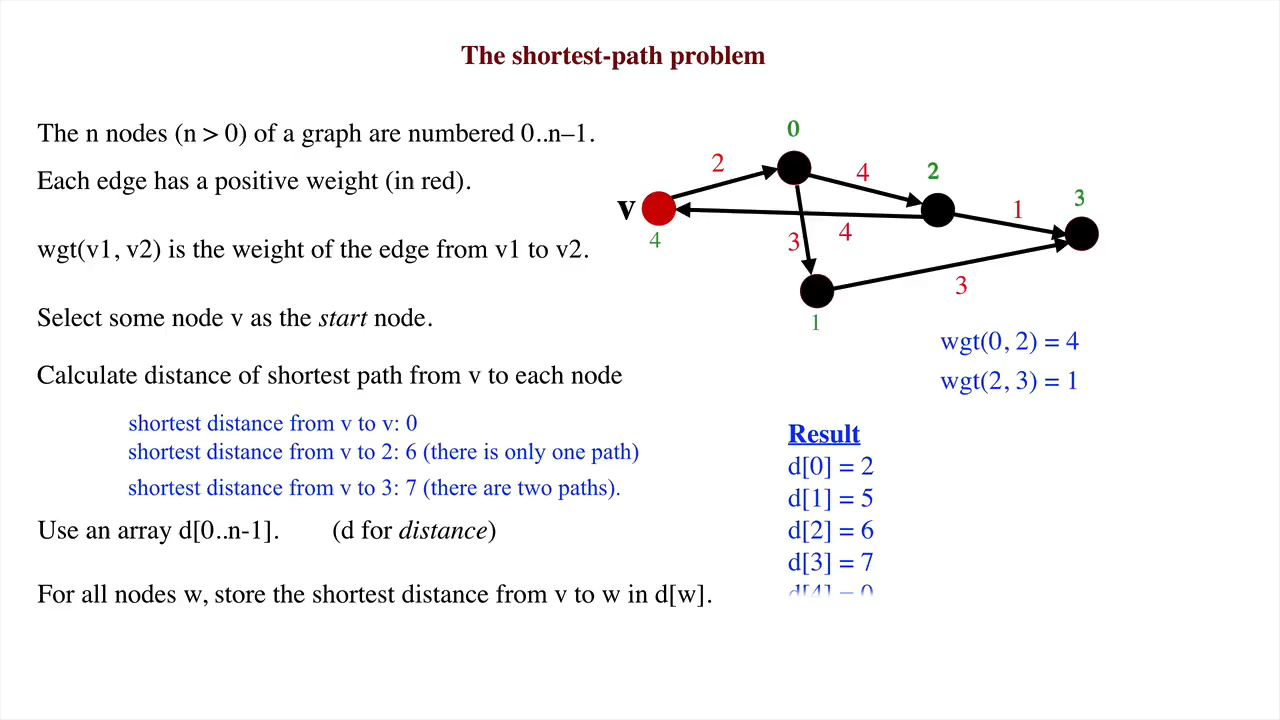 The shortest-path problem
The n nodes (n > 0) of a graph are numbered 0..n–1.
Each edge has a positive weight (in red).
wgt(v1, v2) is the weight of the edge from v1 to v2.
Select some node v as the start node.
Calculate distance of shortest path from v to each node
shortest distance from v to v: 0
shortest distance from v to 2: 6 (there is only one path)
shortest distance from v to 3: 7 (there are two paths).
Use an array d[0..n-1]. (d for distance)
For all nodes w, store the shortest distance from v to w in d[w].
0
2
4
2
3
v
1
4
3
4
3
1
wgt(0, 2) = 4
wgt(2, 3) = 1
Result
d[0] = 2
d[1] = 5
d[2] = 6
d[3] = 7
d[4] = 0